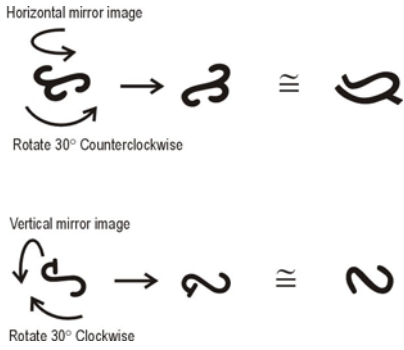 Horizontal mirror image
≅
Rotate 30° Counterclockwise
Vertical mirror image
≅
Rotate 30° Clockwise